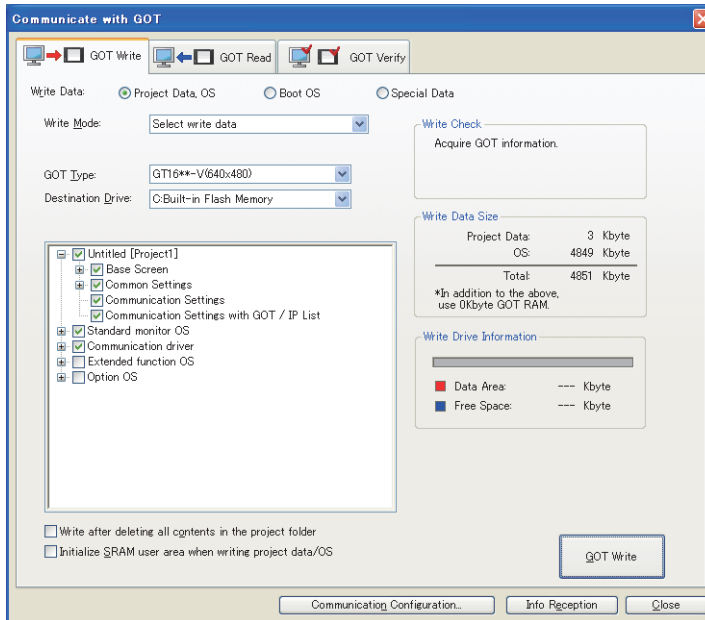 Communicate with GOT
GOT Write GOT Read GOT Verify
Write Data: Project Data, OS Boot OS Special Data
Write Mode: Select write data
GOT Type: GT16**-V(640x480)
Destination Drive: C:Built-in Flash Memory
Untitled [Project1]
Base Screen
Common Settings
Communication Settings
Communication Settings with GOT / IP List
Standard monitor OS
Communication driver
Extended function OS
Option OS
Write after deleting all contents in the project folder
Initialize SRAM user area when writing project data/OS
Write Check
Acquire GOT information.
Write Data Size
Project Data: 3 Kbyte
OS: 4849 Kbyte
Total: 4851 Kbyte
*In addition to the above,
use 0Kbyte GOT RAM.
Write Drive Information
Data Area: --- Kbyte
Free Space: --- Kbyte
GOT Write
Communication Configuration... Info Reception Close